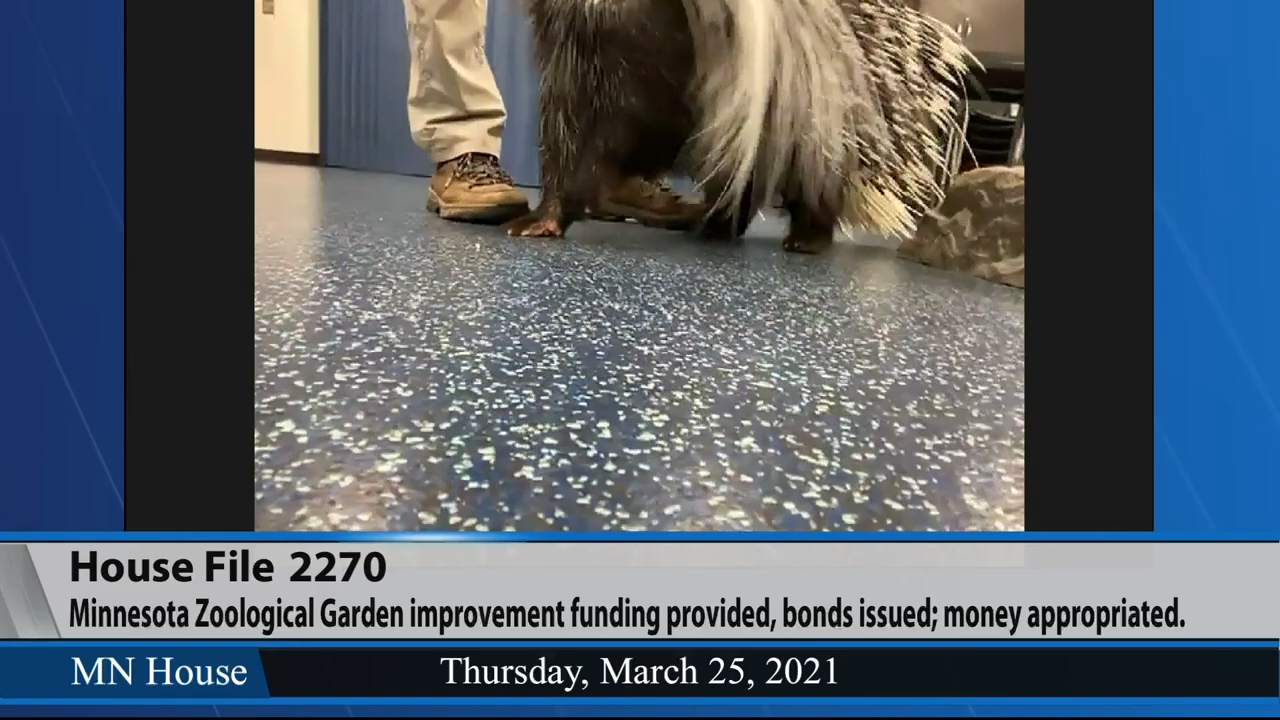 House File 2270
Minnesota Zoological Garden improvement funding provided, bonds issued; money appropriated.
MN House
Thursday, March 25, 2021